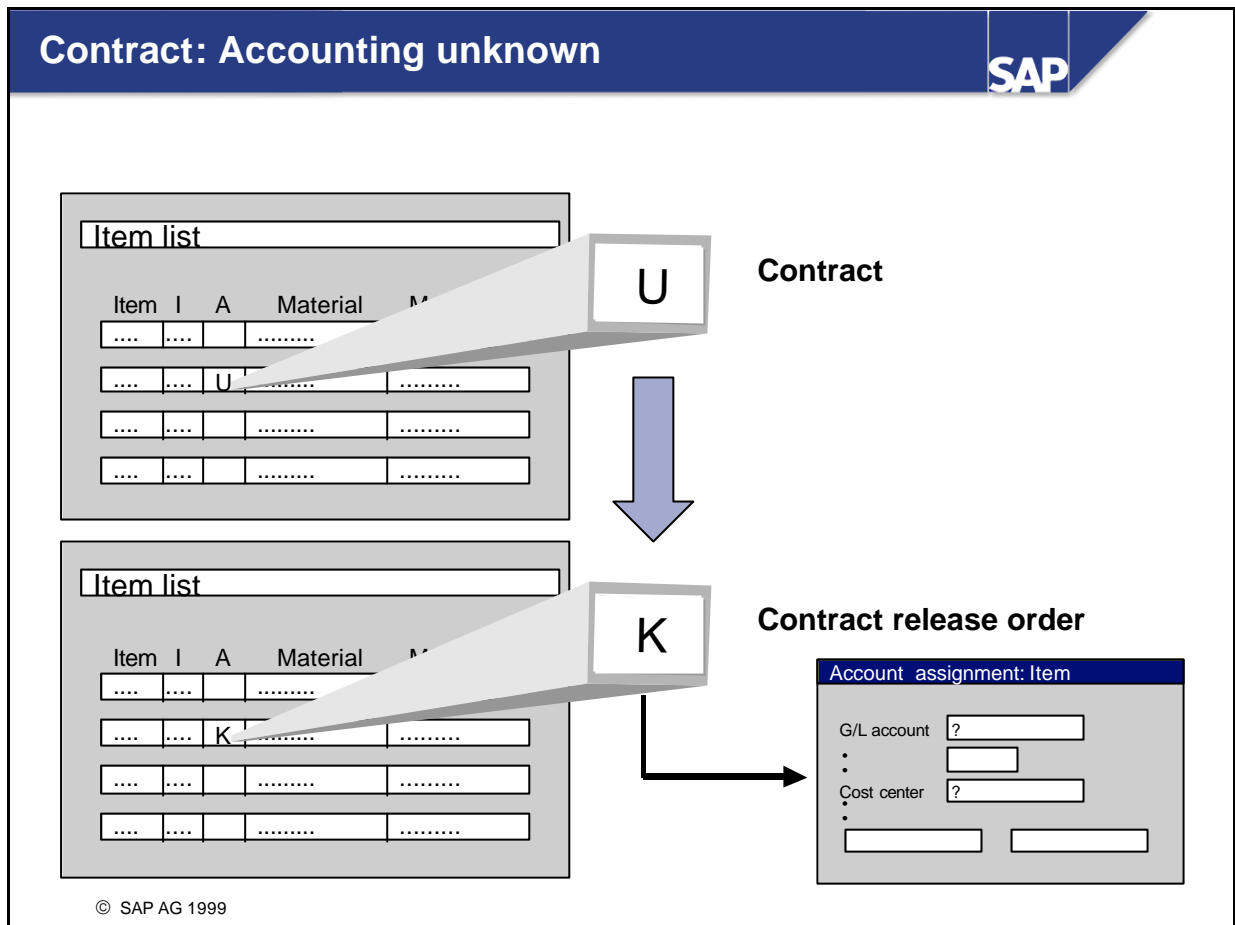 Contract: Accounting unknown
SAP
Item list
Item I A Material
.... .... .........
.... .... U ......... .........
.... .... ......... .........
.... .... ......... .........
U
Contract
Item list
Item I A Material
.... .... .........
.... .... K ......... .........
.... .... ......... .........
.... .... ......... .........
K
Contract release order
Account assignment: Item
G/L account ?
Cost center ?
© SAP AG 1999